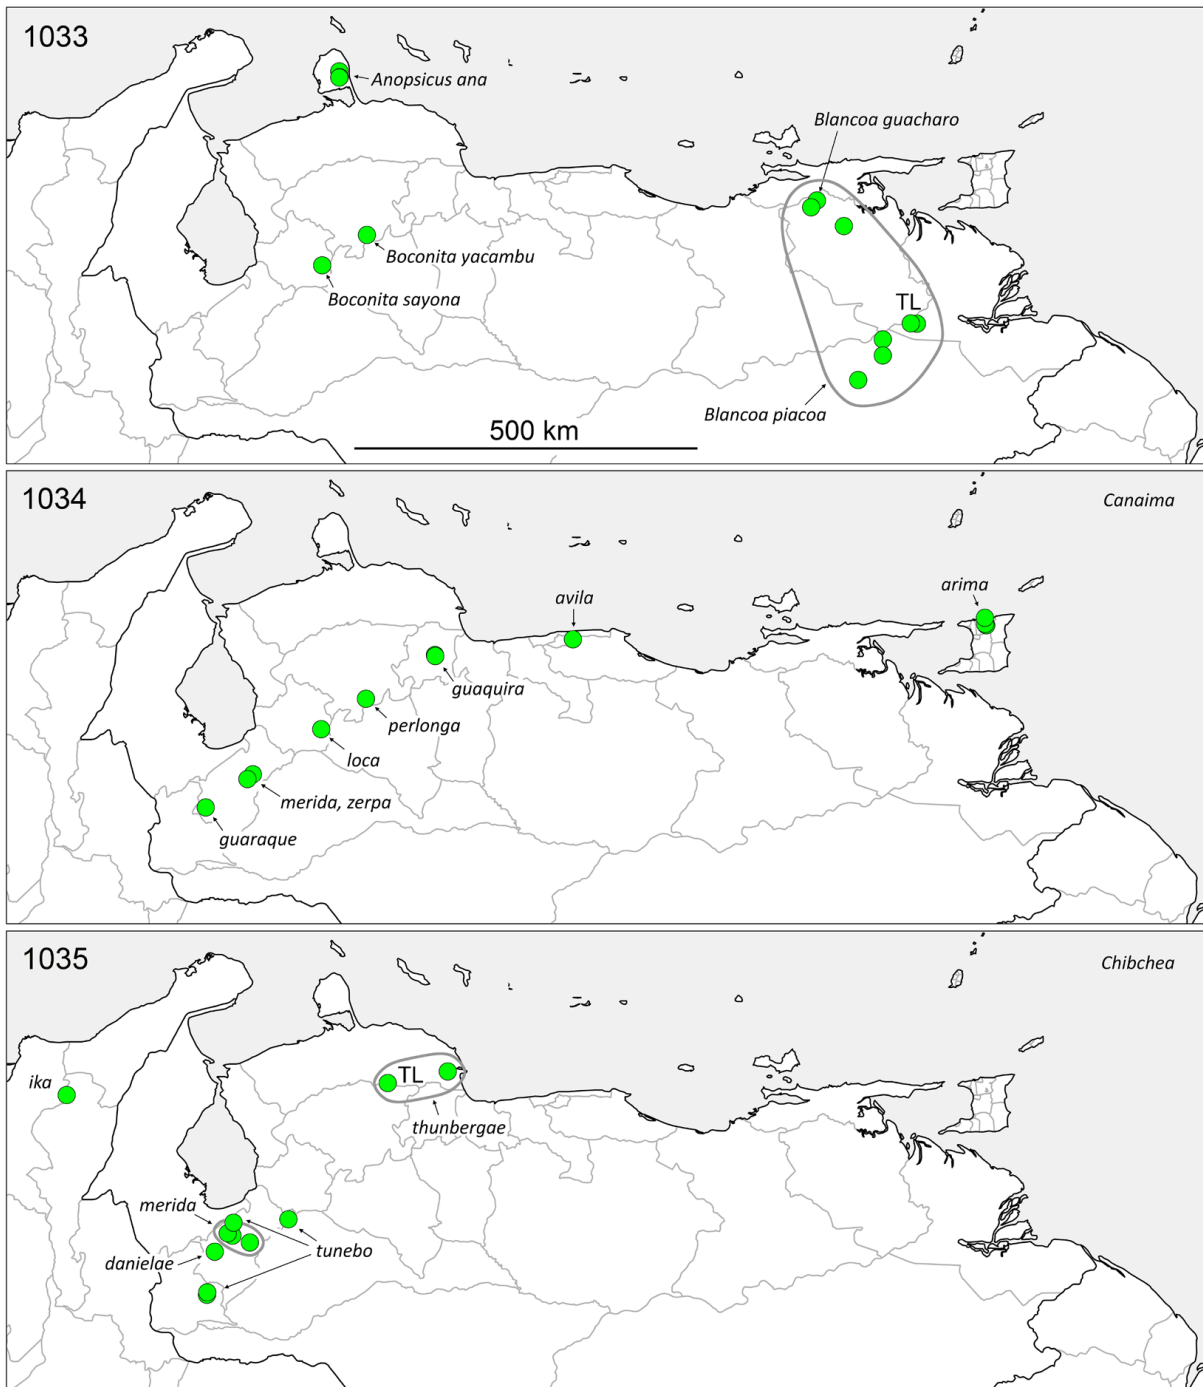 1033
Anopsicus ana
Blancoa guacharo
Boconita yacambu
Boconita sayona
TL
Blancoa piacoa
500 km
1034
Canaima
avila
arima
guaquira
perlonga
loca
merida, zerpa
guaraque
1035
Chibchea
ika
TL
thunbergae
merida
tunebo
danielae